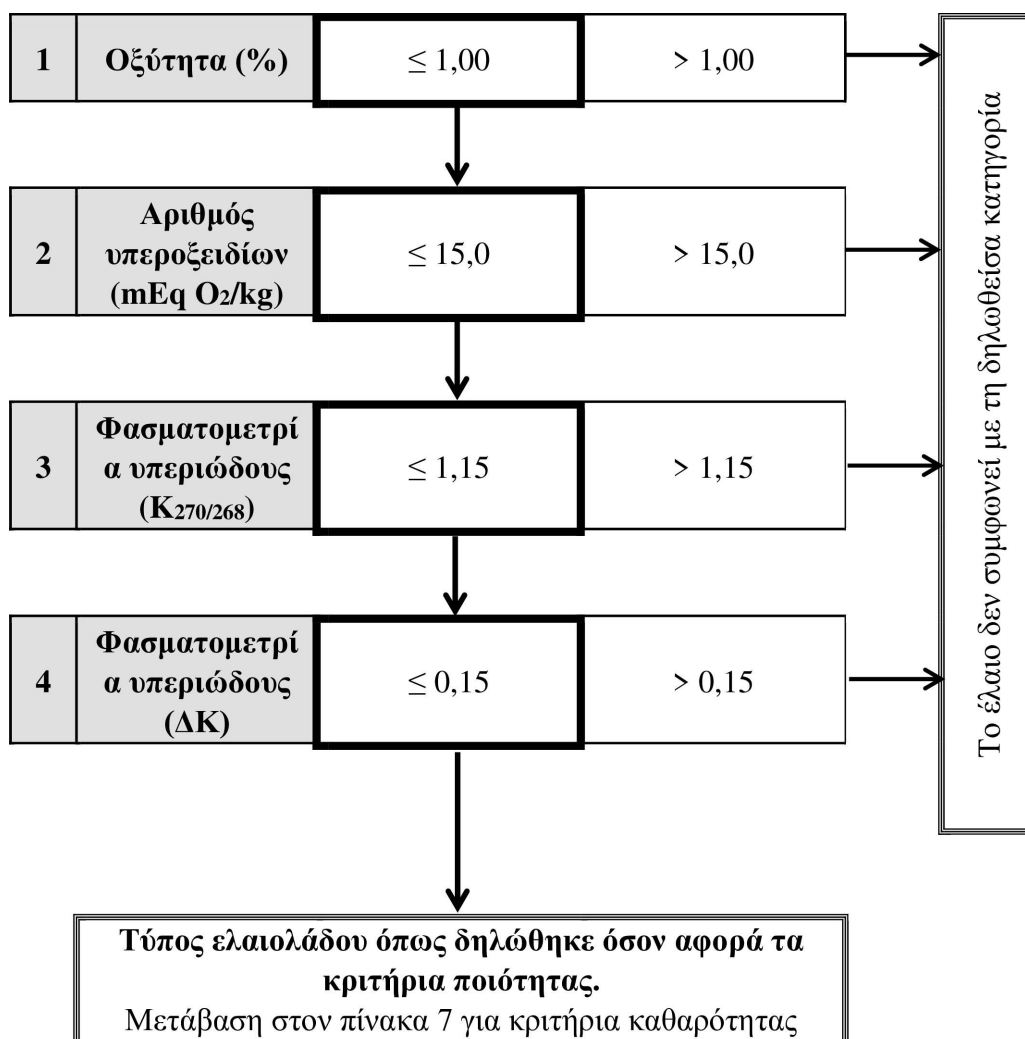 1 Οξύτητα (%) ≤ 1,00 > 1,00
2 Αριθμός
υπεροξειδίων
(mEq O₂/kg) ≤ 15,0 > 15,0
3 Φασματομετρί
α υπεριώδους
(K₂₇₀/₂₆₈) ≤ 1,15 > 1,15
4 Φασματομετρί
α υπεριώδους
(ΔΚ) ≤ 0,15 > 0,15
Το έλαιο δεν συμφωνεί με τη δηλωθείσα κατηγορία
Τύπος ελαιολάδου όπως δηλώθηκε όσον αφορά τα
κριτήρια ποιότητας.
Μετάβαση στον πίνακα 7 για κριτήρια καθαρότητας